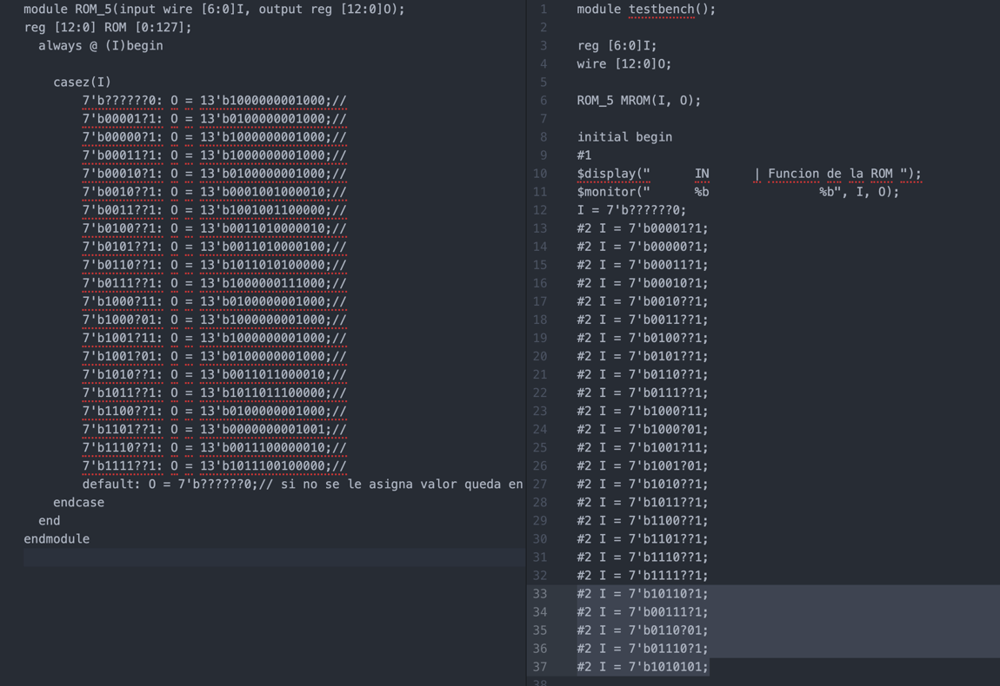 module ROM_5(input wire [6:0]I, output reg [12:0]O);
reg [12:0] ROM [0:127];
always @ (I)begin
casez(I)
7'b??????0: O = 13'b1000000001000;//
7'b00001?1: O = 13'b0100000001000;//
7'b00000?1: O = 13'b1000000001000;//
7'b00011?1: O = 13'b1000000001000;//
7'b00010?1: O = 13'b0100000001000;//
7'b0010??1: O = 13'b0001001000010;//
7'b0011??1: O = 13'b1001001100000;//
7'b0100??1: O = 13'b0011010000010;//
7'b0101??1: O = 13'b0011010000100;//
7'b0110??1: O = 13'b1011010100000;//
7'b0111??1: O = 13'b1000000111000;//
7'b1000?11: O = 13'b0100000001000;//
7'b1000?01: O = 13'b1000000001000;//
7'b1001?11: O = 13'b1000000001000;//
7'b1001?01: O = 13'b0100000001000;//
7'b1010??1: O = 13'b0011011000010;//
7'b1011??1: O = 13'b1011011100000;//
7'b1100??1: O = 13'b0100000001000;//
7'b1101??1: O = 13'b0000000001001;//
7'b1110??1: O = 13'b0011100000010;//
7'b1111??1: O = 13'b1011100100000;//
default: O = 7'b??????0;// si no se le asigna valor queda en
endcase
end
endmodule
1 module testbench();
2
3 reg [6:0]I;
4 wire [12:0]O;
5
6 ROM_5 MROM(I, O);
7
8 initial begin
9 #1
10 $display("      IN      | Funcion de la ROM ");
11 $monitor("      %b               %b", I, O);
12 I = 7'b??????0;
13 #2 I = 7'b00001?1;
14 #2 I = 7'b00000?1;
15 #2 I = 7'b00011?1;
16 #2 I = 7'b00010?1;
17 #2 I = 7'b0010??1;
18 #2 I = 7'b0011??1;
19 #2 I = 7'b0100??1;
20 #2 I = 7'b0101??1;
21 #2 I = 7'b0110??1;
22 #2 I = 7'b0111??1;
23 #2 I = 7'b1000?11;
24 #2 I = 7'b1000?01;
25 #2 I = 7'b1001?11;
26 #2 I = 7'b1001?01;
27 #2 I = 7'b1010??1;
28 #2 I = 7'b1011??1;
29 #2 I = 7'b1100??1;
30 #2 I = 7'b1101??1;
31 #2 I = 7'b1110??1;
32 #2 I = 7'b1111??1;
33 #2 I = 7'b10110?1;
34 #2 I = 7'b00111?1;
35 #2 I = 7'b0110?01;
36 #2 I = 7'b01110?1;
37 #2 I = 7'b1010101;
38